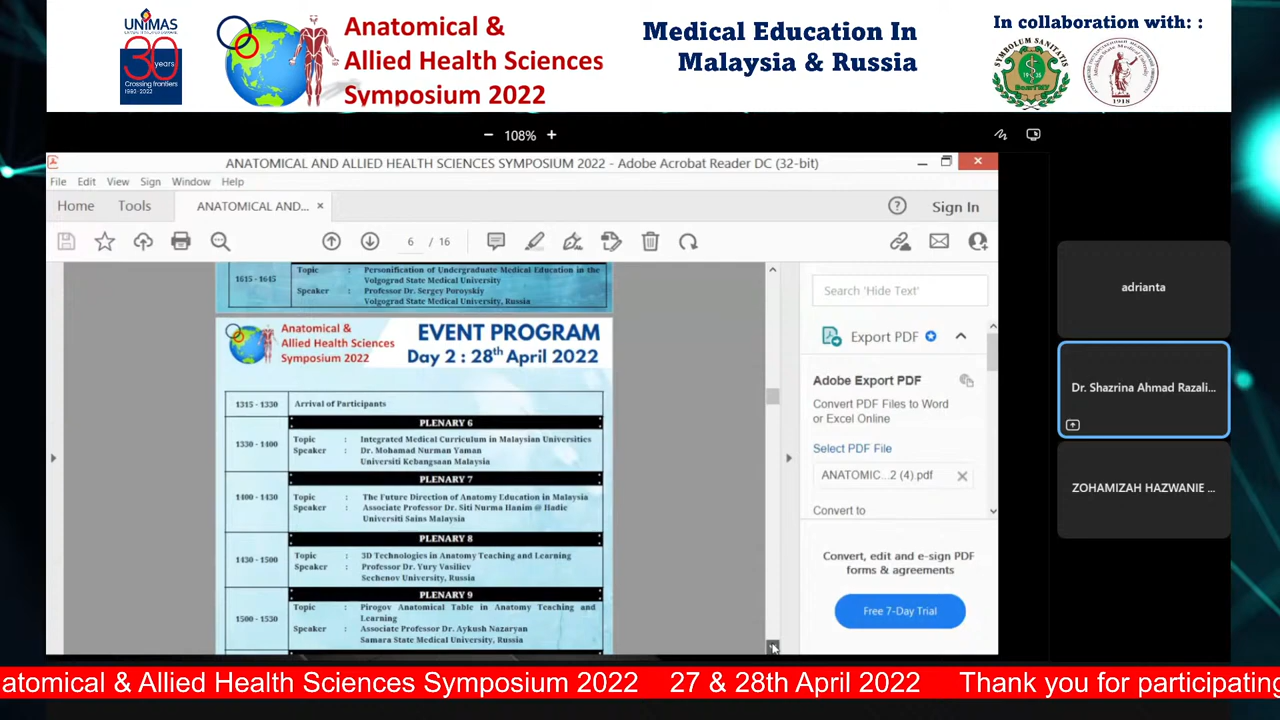 UNIMAS
30 years
Crossing frontiers
1992-2022
Anatomical &
Allied Health Sciences
Symposium 2022
Medical Education In
Malaysia & Russia
In collaboration with: :
SYMBOLUM SANITATIS
19 35
1918
108%
ANATOMICAL AND ALLIED HEALTH SCIENCES SYMPOSIUM 2022 - Adobe Acrobat Reader DC (32-bit)
File Edit View Sign Window Help
Home Tools ANATOMICAL AND... × Sign In
6 / 16
1615 - 1645
Topic : Personification of Undergraduate Medical Education in the
Volgograd State Medical University
Speaker : Professor Dr. Sergey Poroyskiy
Volgograd State Medical University, Russia
Anatomical &
Allied Health Sciences
Symposium 2022
EVENT PROGRAM
Day 2 : 28th April 2022
1315 - 1330 Arrival of Participants
PLENARY 6
1330 - 1400
Topic : Integrated Medical Curriculum in Malaysian Universities
Speaker : Dr. Mohamad Nurman Yaman
Universiti Kebangsaan Malaysia
PLENARY 7
1400 - 1430
Topic : The Future Direction of Anatomy Education in Malaysia
Speaker : Associate Professor Dr. Siti Nurma Hanim @ Hadie
Universiti Sains Malaysia
PLENARY 8
1430 - 1500
Topic : 3D Technologies in Anatomy Teaching and Learning
Speaker : Professor Dr. Yury Vasiliev
Sechenov University, Russia
PLENARY 9
1500 - 1530
Topic : Pirogov Anatomical Table in Anatomy Teaching and
Learning
Speaker : Associate Professor Dr. Aykush Nazaryan
Samara State Medical University, Russia
Search 'Hide Text'
Export PDF
Adobe Export PDF
Convert PDF Files to Word
or Excel Online
Select PDF File
ANATOMIC...2 (4).pdf
Convert to
Convert, edit and e-sign PDF
forms & agreements
Free 7-Day Trial
adrianta
Dr. Shazrina Ahmad Razali...
ZOHAMIZAH HAZWANIE ...
atomical & Allied Health Sciences Symposium 2022 27 & 28th April 2022 Thank you for participating